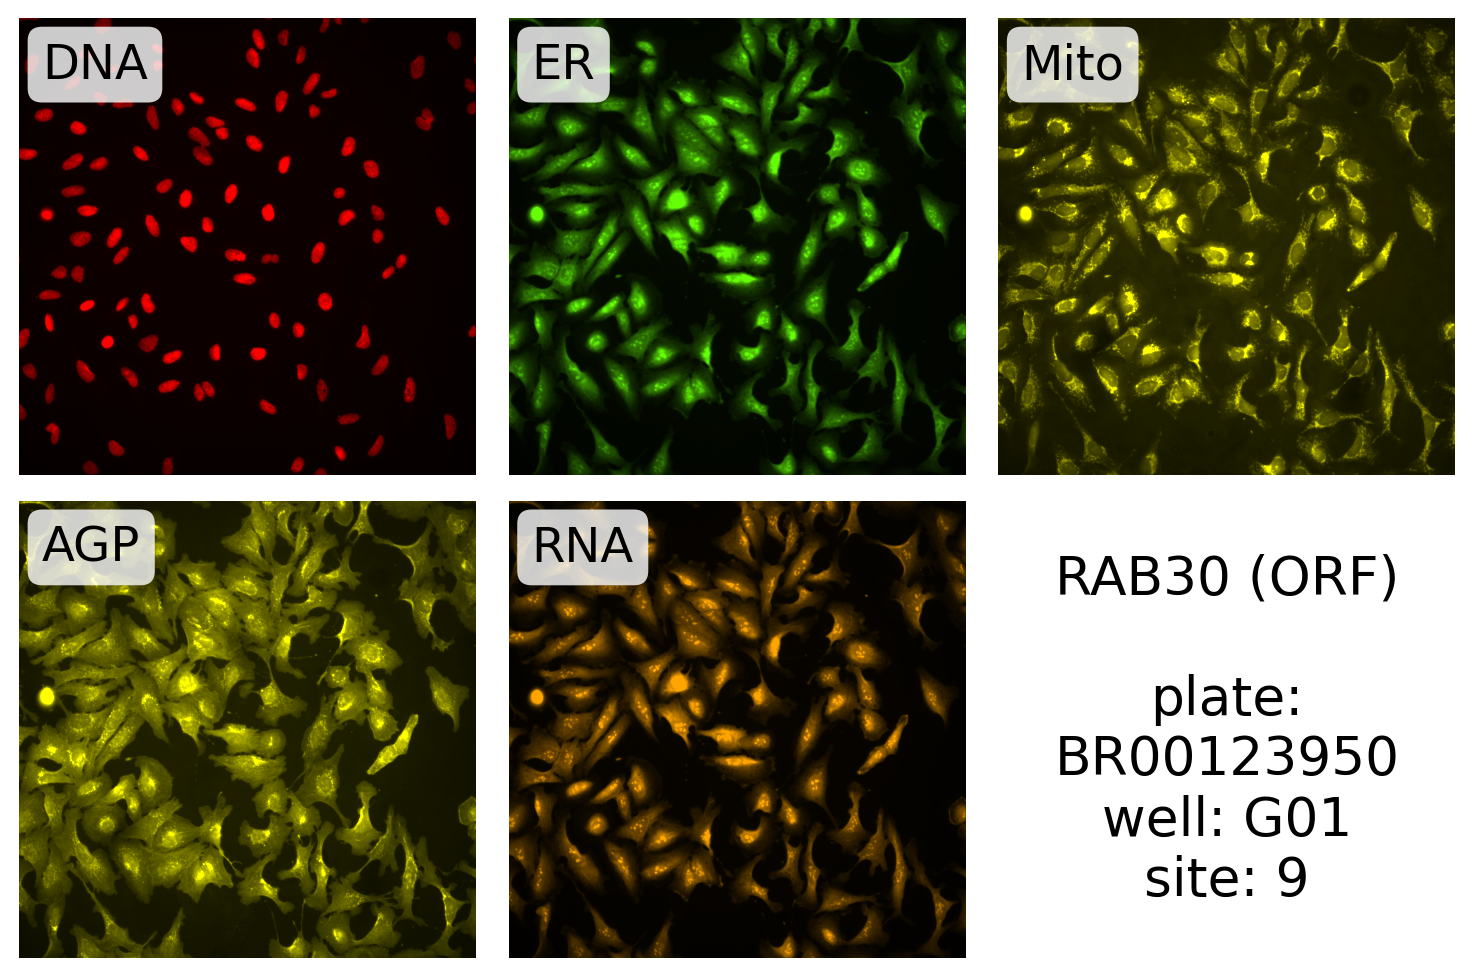 DNA
ER
Mito
AGP
RNA
RAB30 (ORF)
plate:
BR00123950
well: G01
site: 9